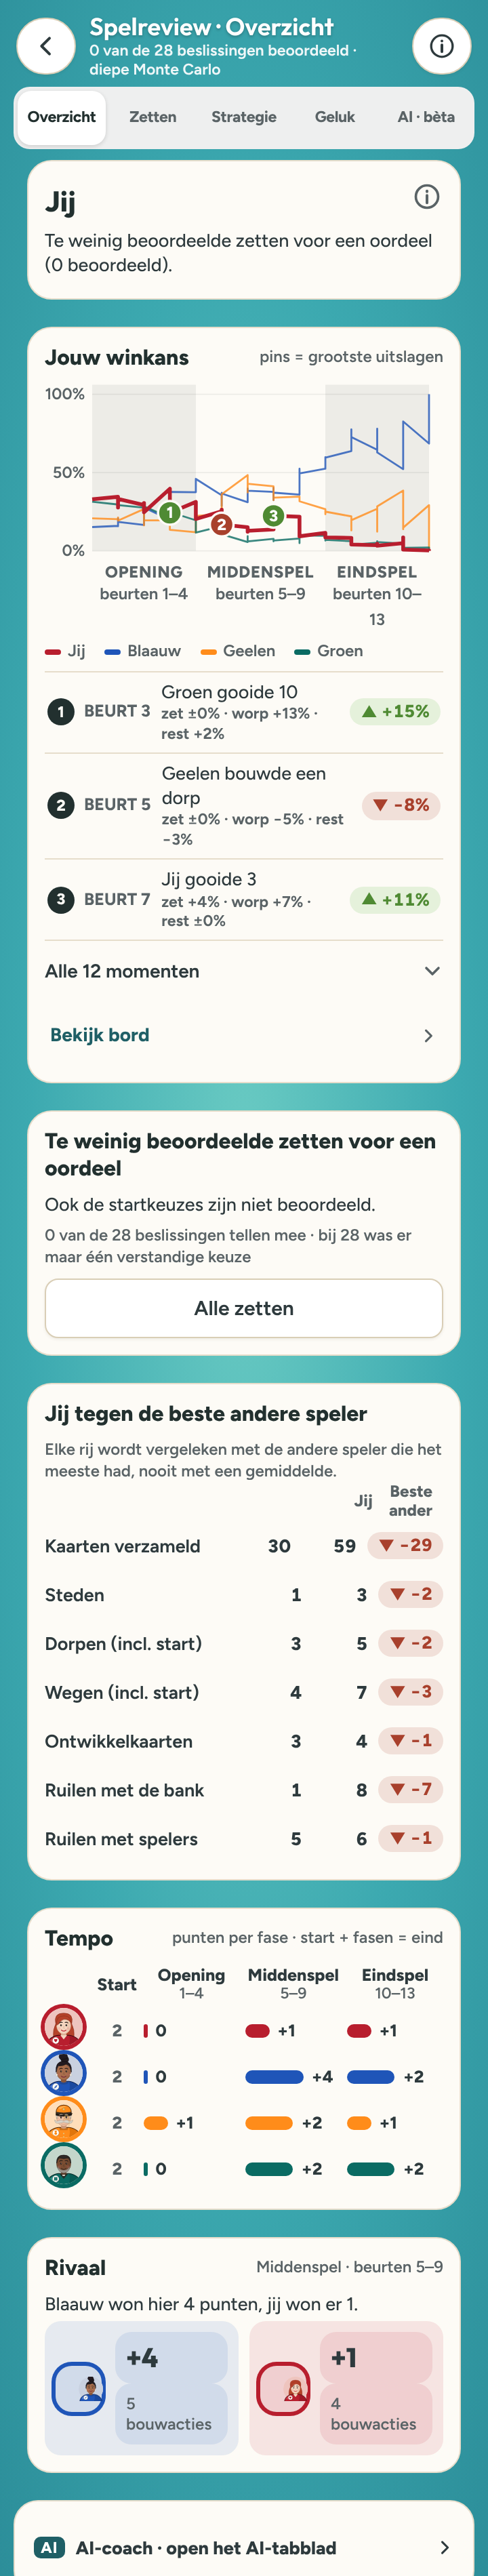 Spelreview · Overzicht
0 van de 28 beslissingen beoordeeld ·
diepe Monte Carlo
Overzicht Zetten Strategie Geluk AI · bèta
Jij
Te weinig beoordeelde zetten voor een oordeel
(0 beoordeeld).
Jouw winkans pins = grootste uitslagen
100%
50%
0%
1 2 3
OPENING MIDDENSPEL EINDSPEL
beurten 1–4 beurten 5–9 beurten 10–
13
Jij Blaauw Geelen Groen
Groen gooide 10
1 BEURT 3 zet ±0% · worp +13% · ▲ +15%
rest +2%
Geelen bouwde een
dorp
2 BEURT 5 zet ±0% · worp −5% · rest ▼ −8%
−3%
Jij gooide 3
3 BEURT 7 zet +4% · worp +7% · ▲ +11%
rest ±0%
Alle 12 momenten
Bekijk bord
Te weinig beoordeelde zetten voor een
oordeel
Ook de startkeuzes zijn niet beoordeeld.
0 van de 28 beslissingen tellen mee · bij 28 was er
maar één verstandige keuze
Alle zetten
Jij tegen de beste andere speler
Elke rij wordt vergeleken met de andere speler die het
meeste had, nooit met een gemiddelde.
Jij Beste
ander
Kaarten verzameld 30 59 ▼ −29
Steden 1 3 ▼ −2
Dorpen (incl. start) 3 5 ▼ −2
Wegen (incl. start) 4 7 ▼ −3
Ontwikkelkaarten 3 4 ▼ −1
Ruilen met de bank 1 8 ▼ −7
Ruilen met spelers 5 6 ▼ −1
Tempo punten per fase · start + fasen = eind
Start Opening Middenspel Eindspel
1–4 5–9 10–13
2 0 +1 +1
2 0 +4 +2
2 +1 +2 +1
2 0 +2 +2
Rivaal Middenspel · beurten 5–9
Blaauw won hier 4 punten, jij won er 1.
+4 +1
5 4
bouwacties bouwacties
AI AI-coach · open het AI-tabblad